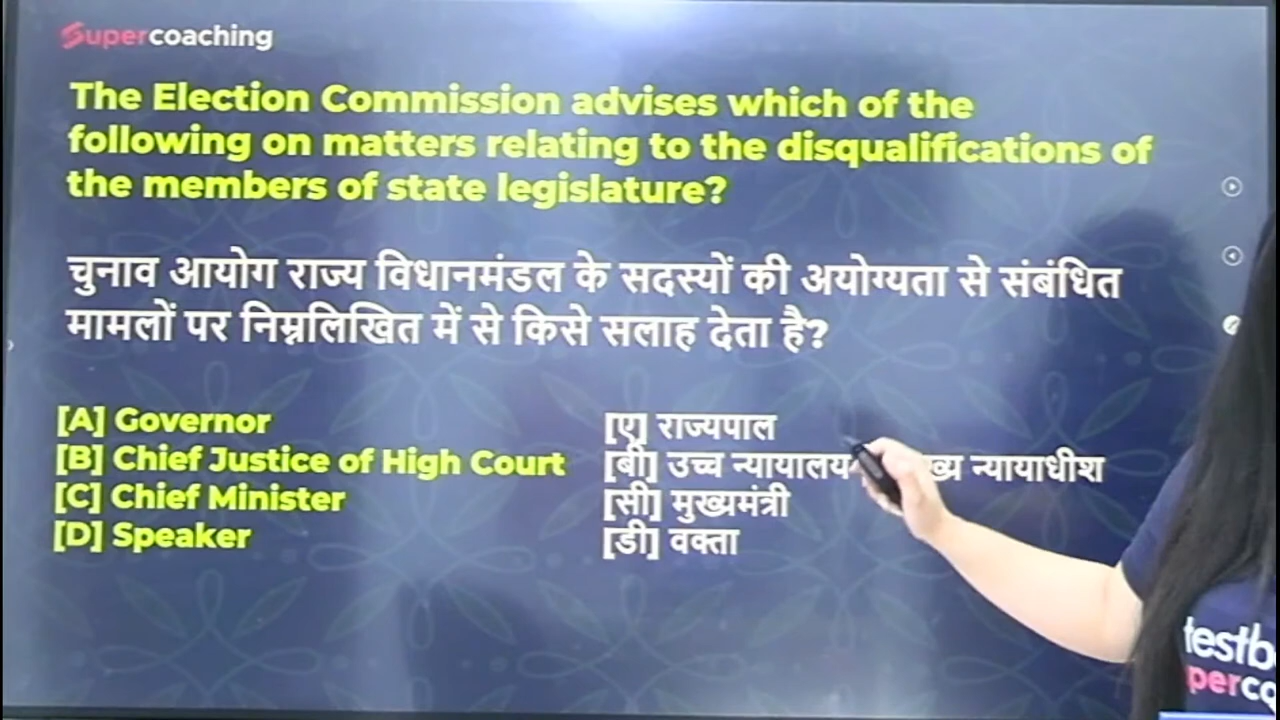 Supercoaching
The Election Commission advises which of the
following on matters relating to the disqualifications of
the members of state legislature?
चुनाव आयोग राज्य विधानमंडल के सदस्यों की अयोग्यता से संबंधित
मामलों पर निम्नलिखित में से किसे सलाह देता है?
[A] Governor
[B] Chief Justice of High Court
[C] Chief Minister
[D] Speaker
[ए] राज्यपाल
[बी] उच्च न्यायालय न्यायाधीश
[सी] मुख्यमंत्री
[डी] वक्ता